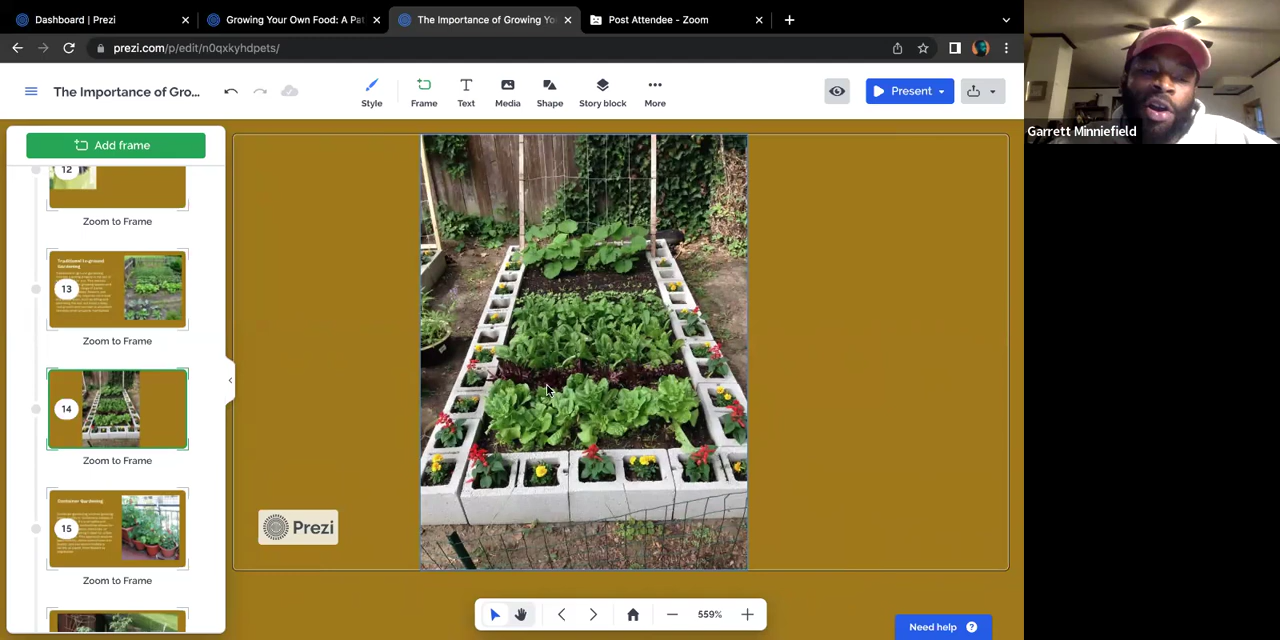 Dashboard | Prezi
Growing Your Own Food: A Pat
The Importance of Growing Yo
Post Attendee - Zoom
prezi.com/p/edit/n0qxkyhdpets/
The Importance of Gro...
Style
Frame
Text
Media
Shape
Story block
More
Present
Garrett Minniefield
Add frame
12
Zoom to Frame
Traditional In-ground
Gardening
13
Zoom to Frame
14
Zoom to Frame
Container Gardening
15
Zoom to Frame
Prezi
559%
Need help ?